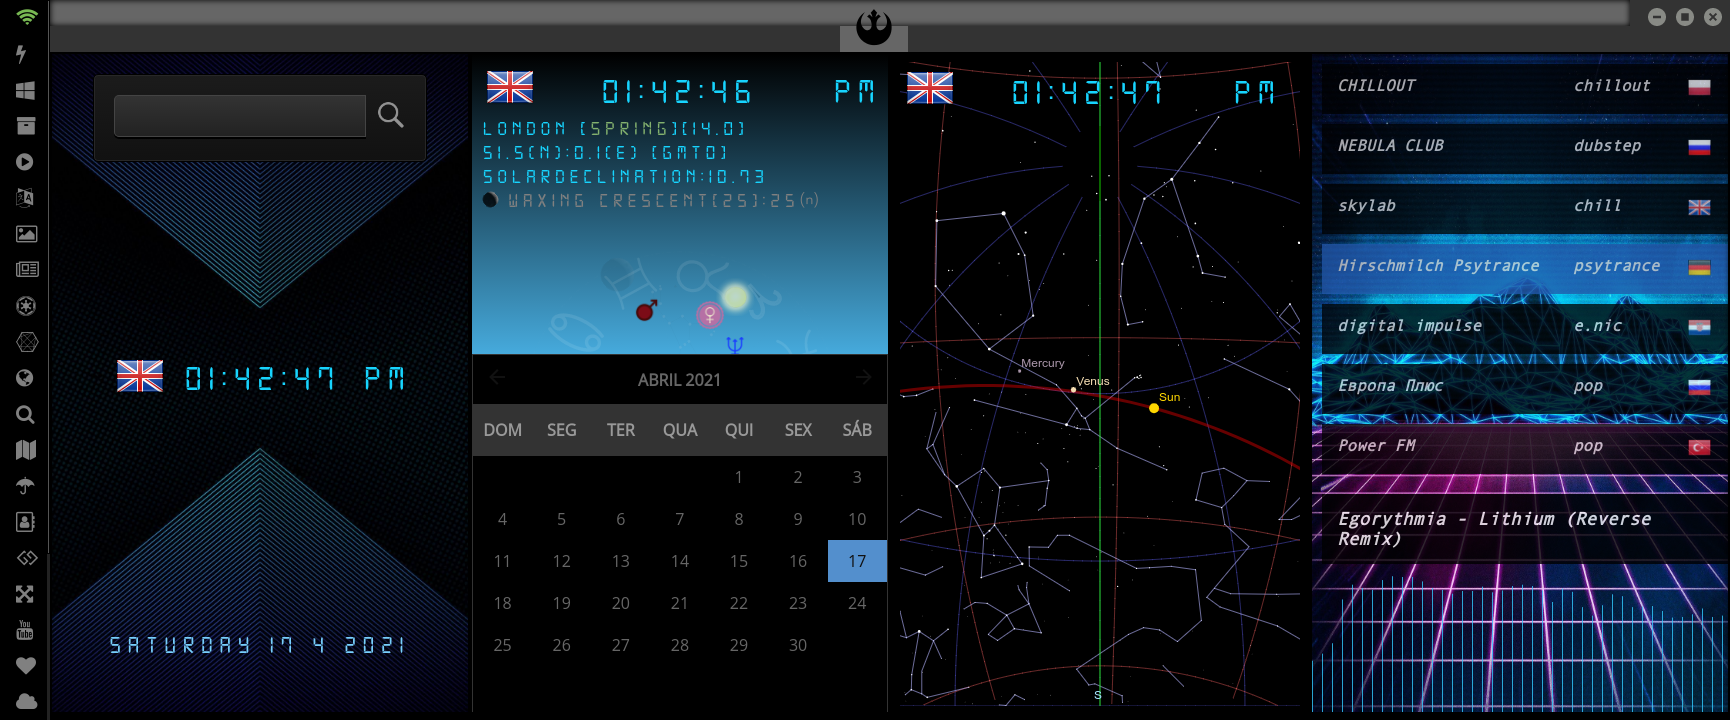 01:42:47 PM
SATURDAY 17 4 2021
01:42:46 PM
LONDON [SPRING][14.0]
51.5(N):0.1(E) [GMT0]
SOLARDECLINATION:10.73
WAXING CRESCENT[25]:25(n)
ABRIL 2021
DOM SEG TER QUA QUI SEX SÁB
1 2 3
4 5 6 7 8 9 10
11 12 13 14 15 16 17
18 19 20 21 22 23 24
25 26 27 28 29 30
01:42:47 PM
Mercury
Venus
Sun
S
CHILLOUT chillout
NEBULA CLUB dubstep
skylab chill
Hirschmilch Psytrance psytrance
digital impulse e.nic
Европа Плюс pop
Power FM pop
Egorythmia - Lithium (Reverse
Remix)
You
Tube